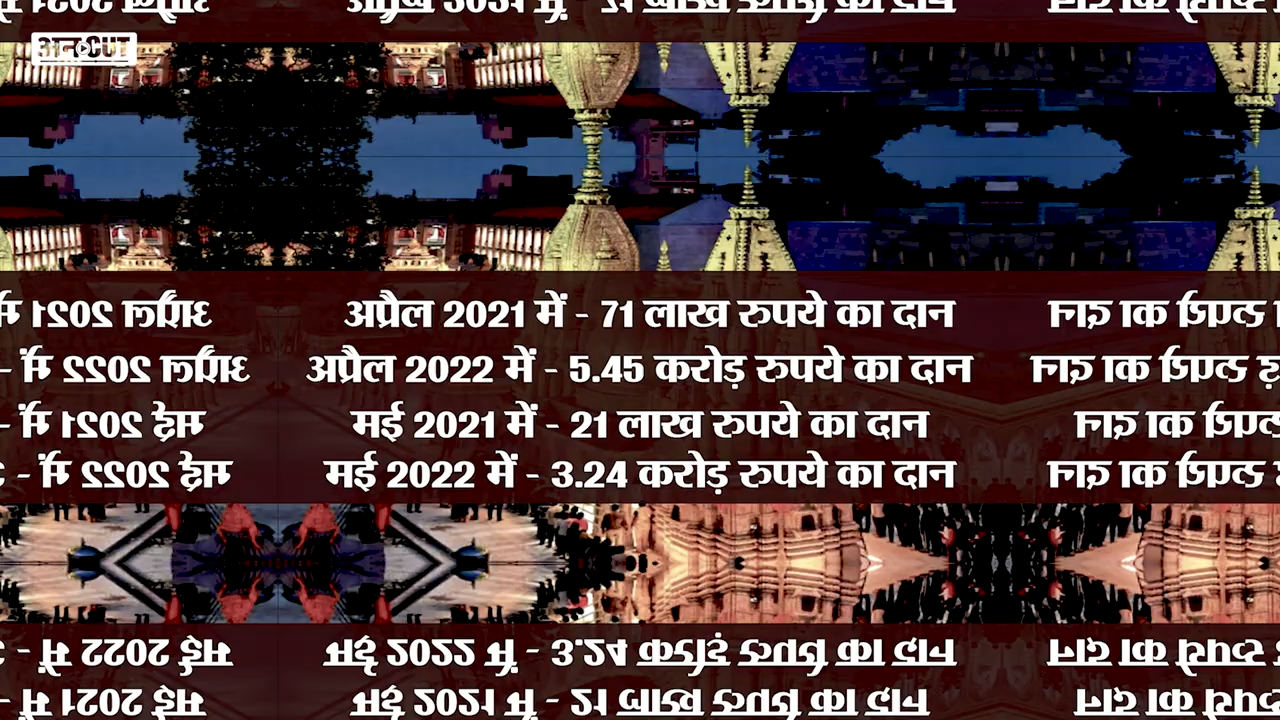 अनCUT
अप्रैल 2021 में - 71 लाख रुपये का दान
अप्रैल 2022 में - 5.45 करोड़ रुपये का दान
मई 2021 में - 21 लाख रुपये का दान
मई 2022 में - 3.24 करोड़ रुपये का दान